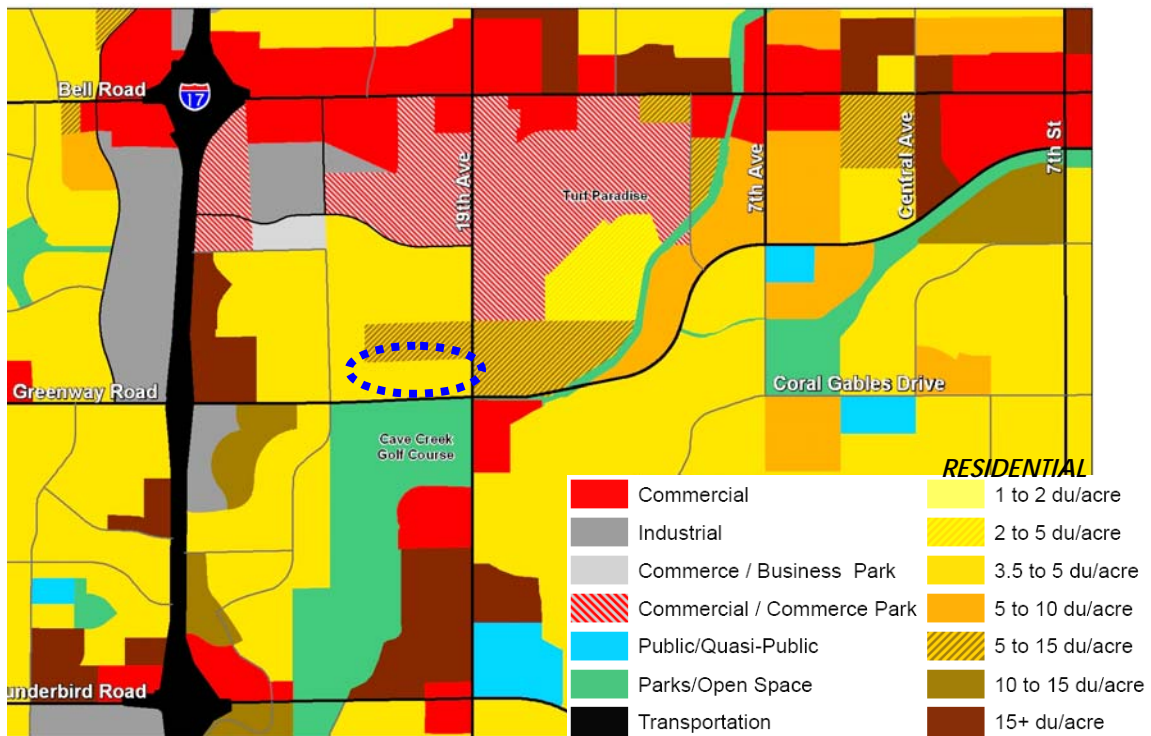 Bell Road
17
19th Ave
7th Ave
Central Ave
7th St
Turf Paradise
Greenway Road
Coral Gables Drive
Cave Creek
Golf Course
underbird Road
Commercial
Industrial
Commerce / Business Park
Commercial / Commerce Park
Public/Quasi-Public
Parks/Open Space
Transportation
RESIDENTIAL
1 to 2 du/acre
2 to 5 du/acre
3.5 to 5 du/acre
5 to 10 du/acre
5 to 15 du/acre
10 to 15 du/acre
15+ du/acre